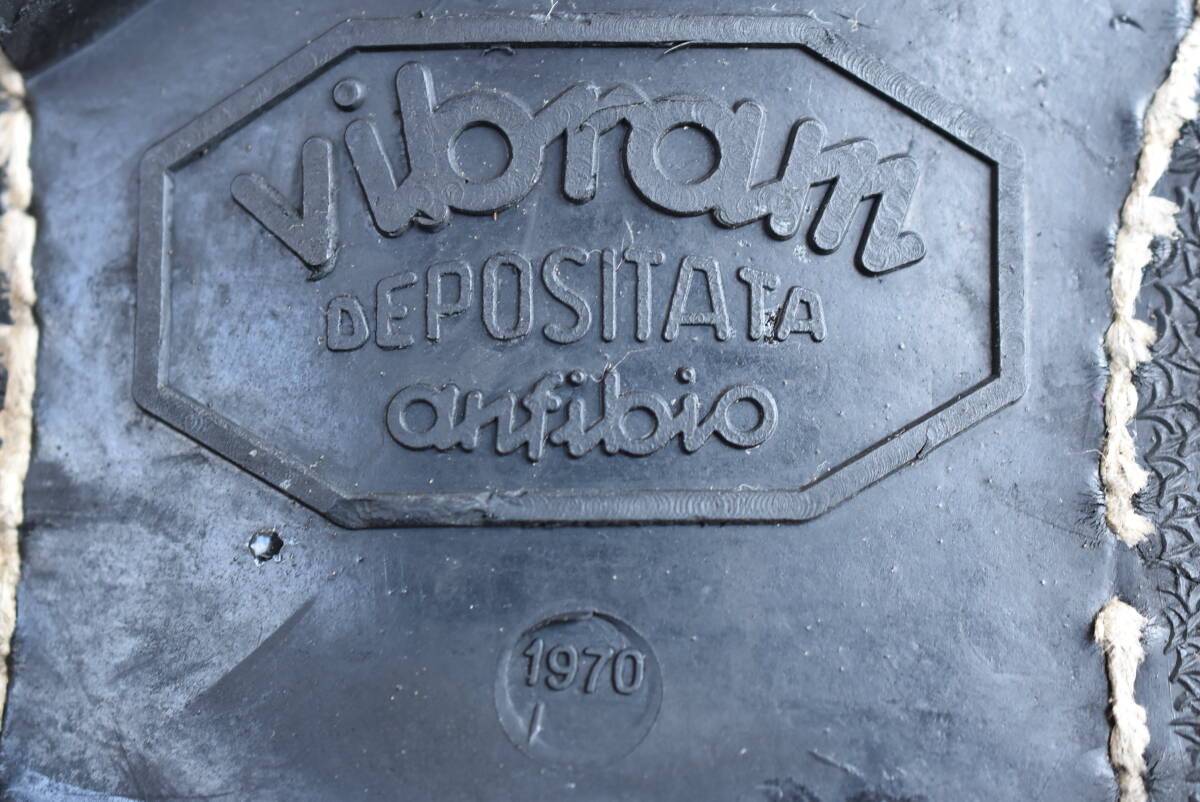 Vibram
DEPOSITATA
anfibio
1970